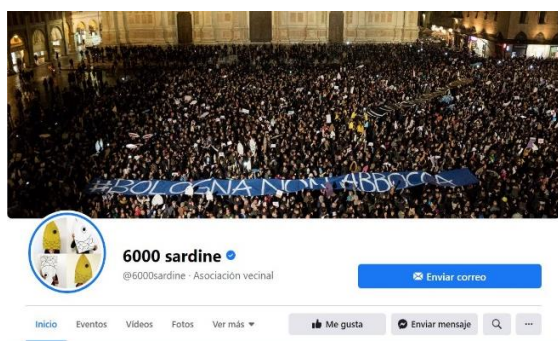 #BOLOGNA NON ABBOCCA
6000 sardine
@6000sardine · Asociación vecinal
Enviar correo
Inicio Eventos Vídeos Fotos Ver más Me gusta Enviar mensaje ...